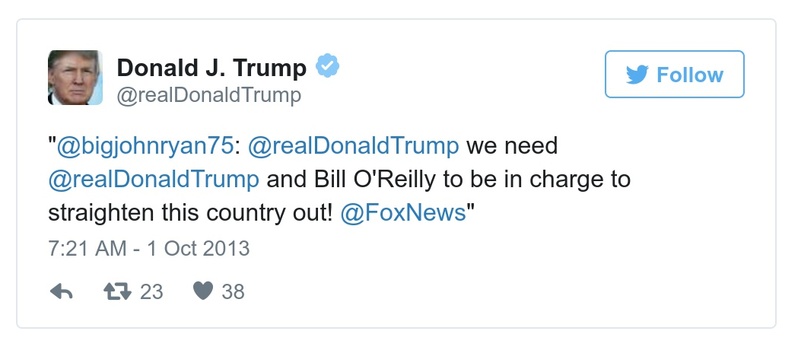 Donald J. Trump
@realDonaldTrump
Follow
"@bigjohnryan75: @realDonaldTrump we need
@realDonaldTrump and Bill O'Reilly to be in charge to
straighten this country out! @FoxNews"
7:21 AM - 1 Oct 2013
23 38